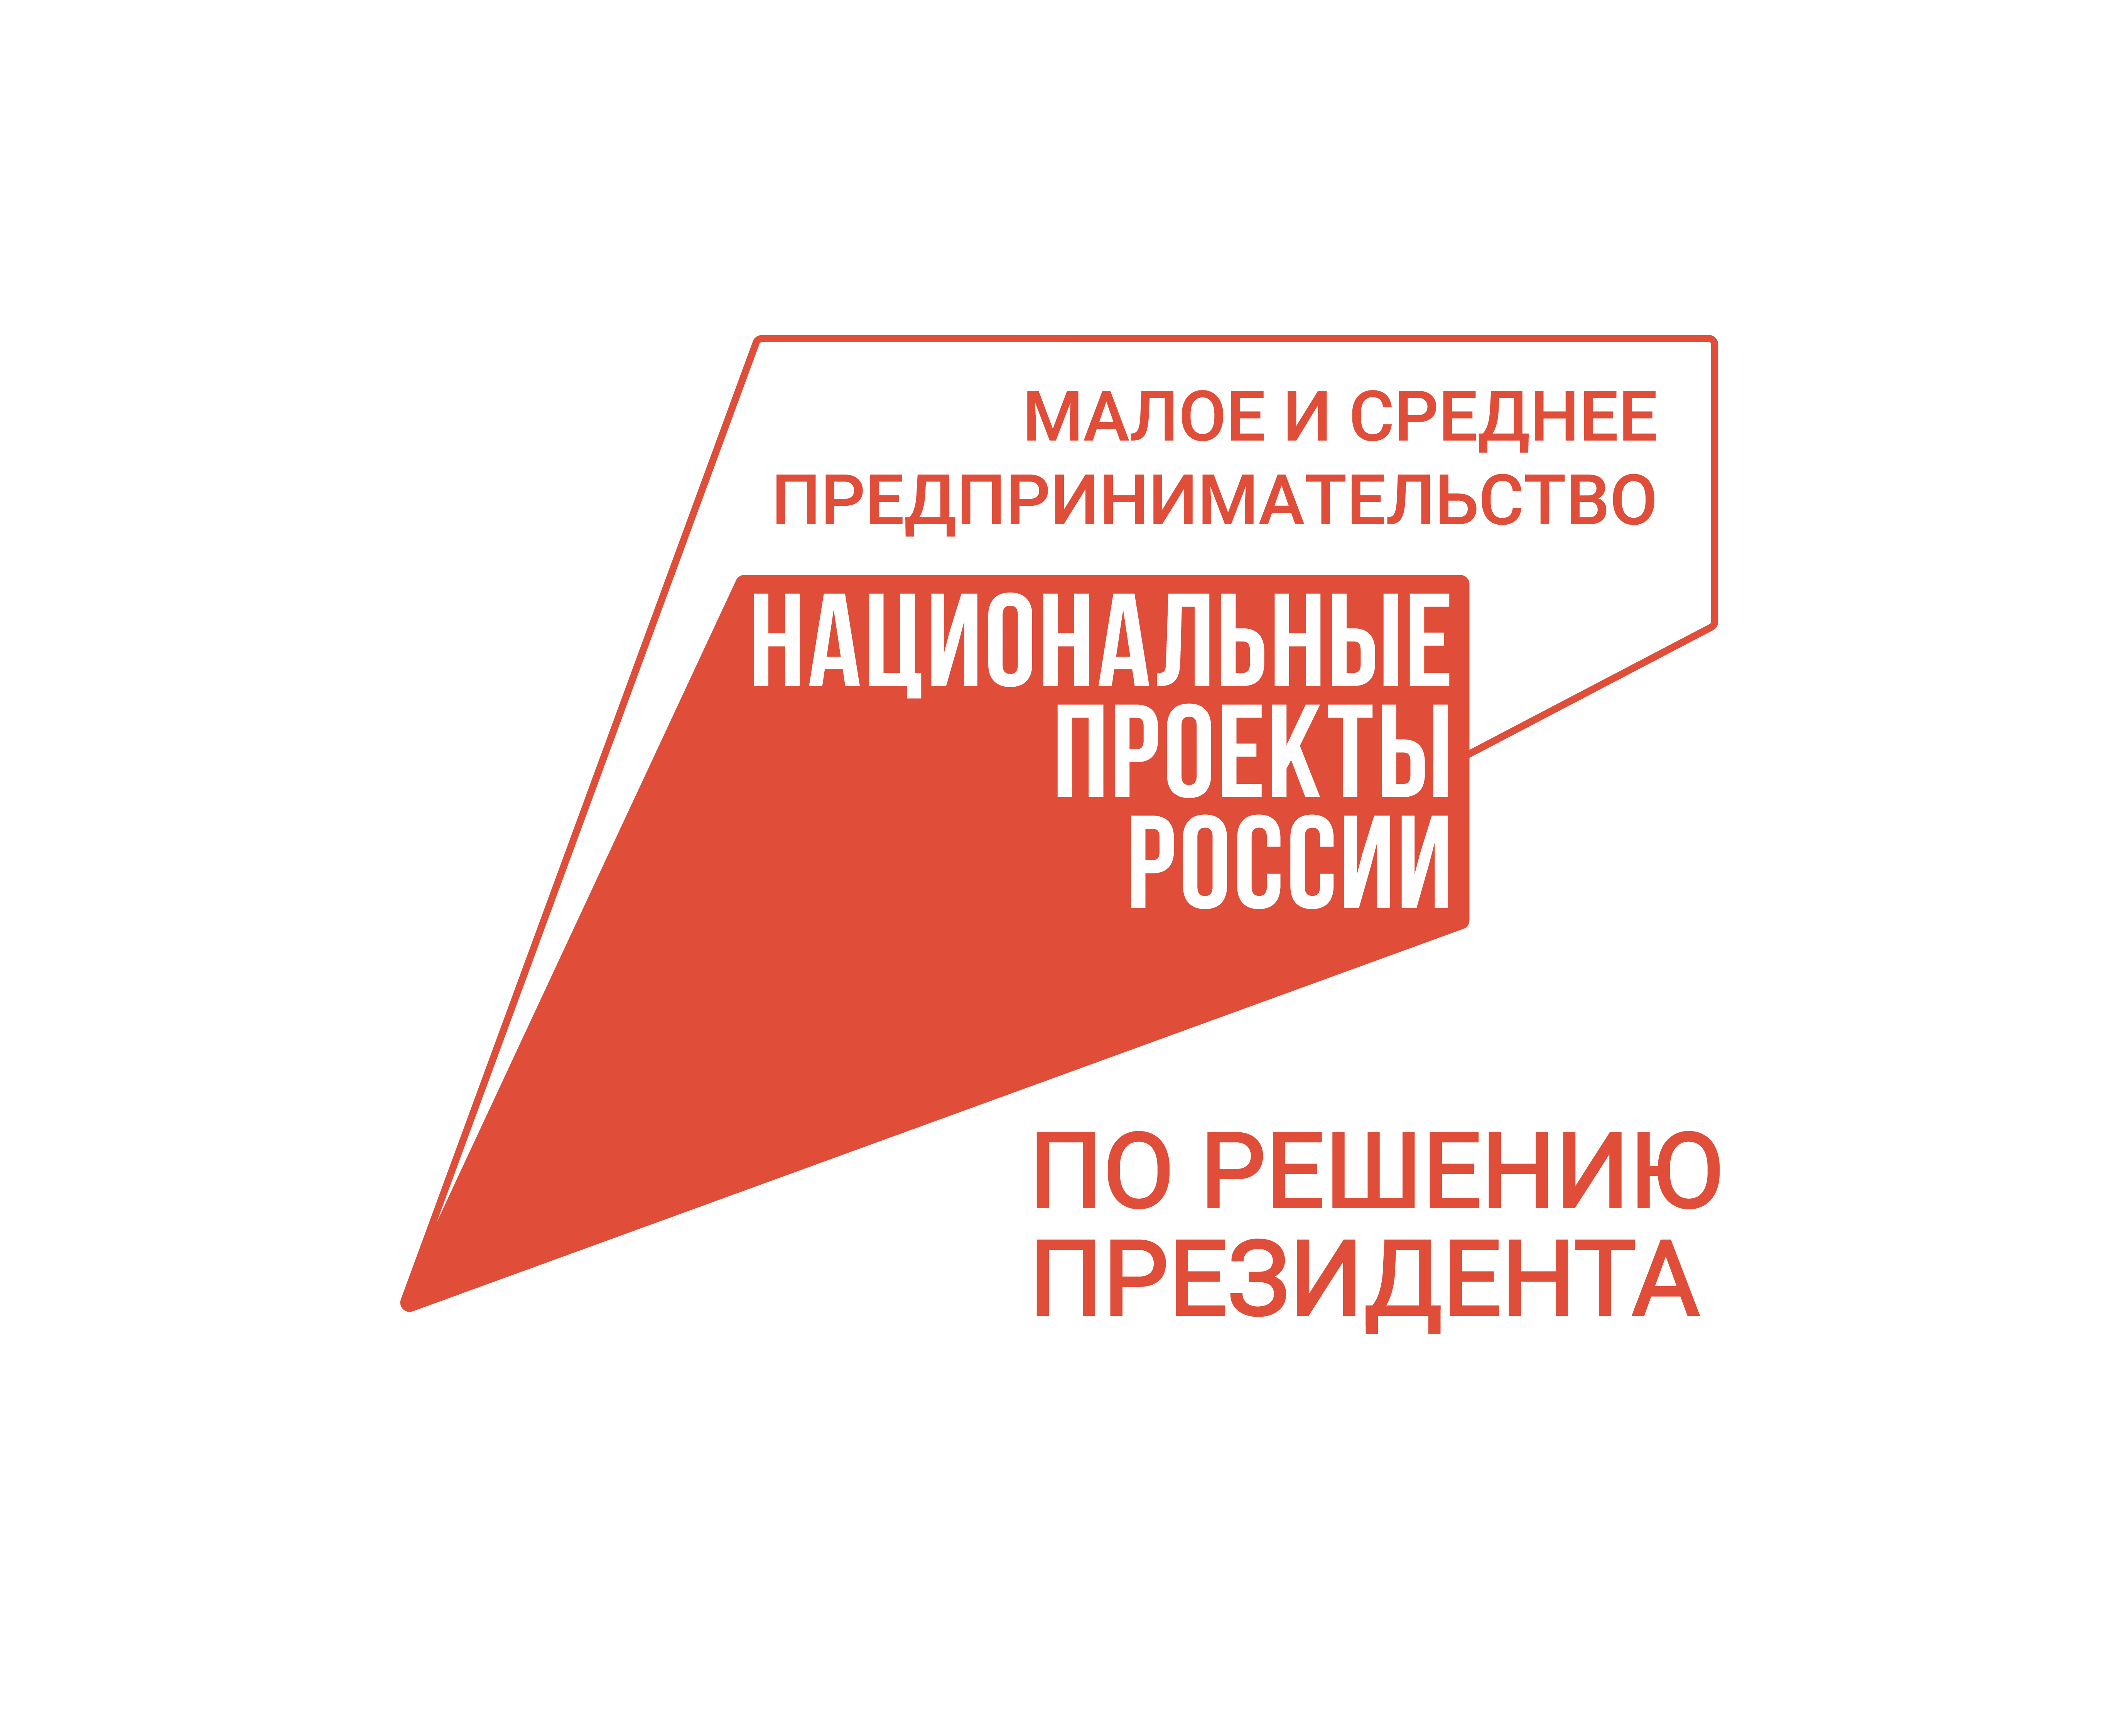 МАЛОЕ И СРЕДНЕЕ
ПРЕДПРИНИМАТЕЛЬСТВО
НАЦИОНАЛЬНЫЕ
ПРОЕКТЫ
РОССИИ
ПО РЕШЕНИЮ
ПРЕЗИДЕНТА